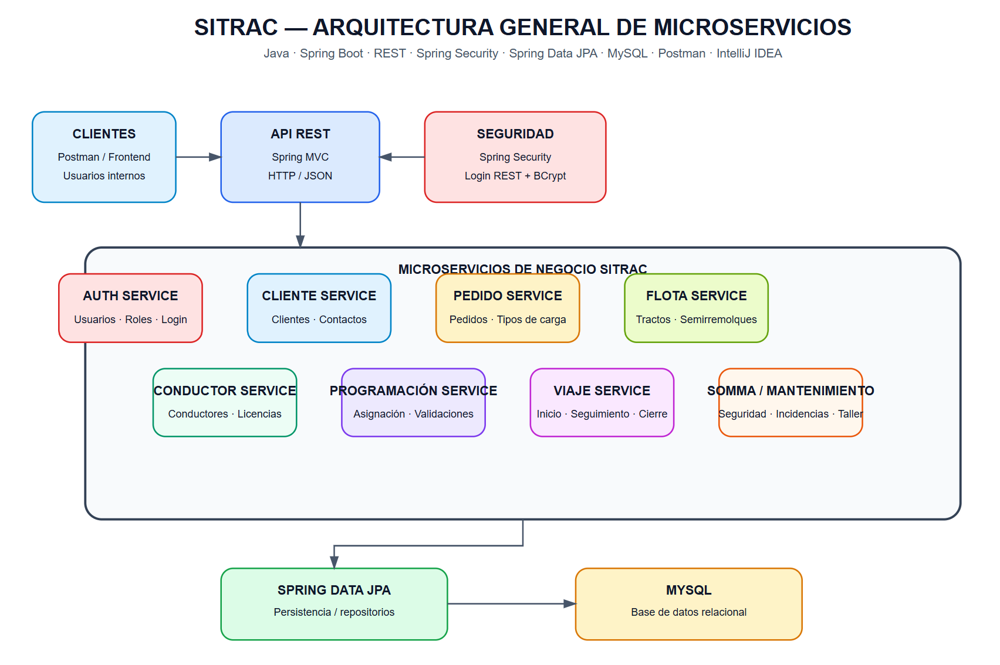 SITRAC — ARQUITECTURA GENERAL DE MICROSERVICIOS
Java · Spring Boot · REST · Spring Security · Spring Data JPA · MySQL · Postman · IntelliJ IDEA
CLIENTES
Postman / Frontend
Usuarios internos
API REST
Spring MVC
HTTP / JSON
SEGURIDAD
Spring Security
Login REST + BCrypt
MICROSERVICIOS DE NEGOCIO SITRAC
AUTH SERVICE
Usuarios · Roles · Login
CLIENTE SERVICE
Clientes · Contactos
PEDIDO SERVICE
Pedidos · Tipos de carga
FLOTA SERVICE
Tractos · Semirremolques
CONDUCTOR SERVICE
Conductores · Licencias
PROGRAMACIÓN SERVICE
Asignación · Validaciones
VIAJE SERVICE
Inicio · Seguimiento · Cierre
SOMMA / MANTENIMIENTO
Seguridad · Incidencias · Taller
SPRING DATA JPA
Persistencia / repositorios
MYSQL
Base de datos relacional